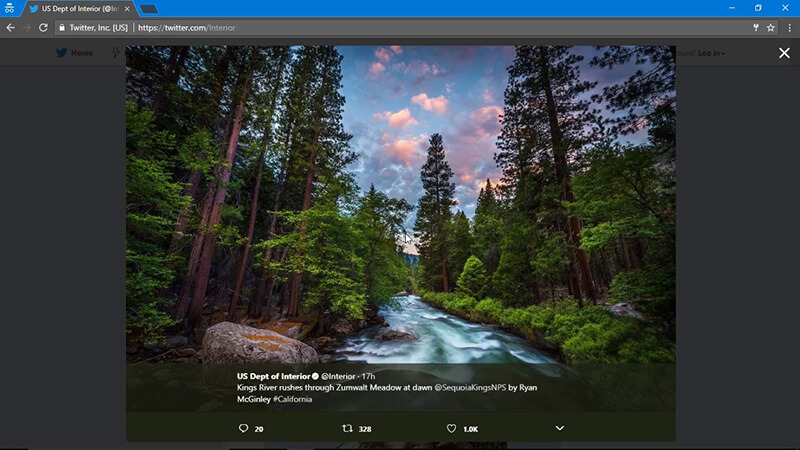 US Dept of Interior (@Int
Twitter, Inc. [US] https://twitter.com/Interior
Home
Log in
US Dept of Interior @Interior · 17h
Kings River rushes through Zumwalt Meadow at dawn @SequoiaKingsNPS by Ryan
McGinley #California
20 328 1.0K